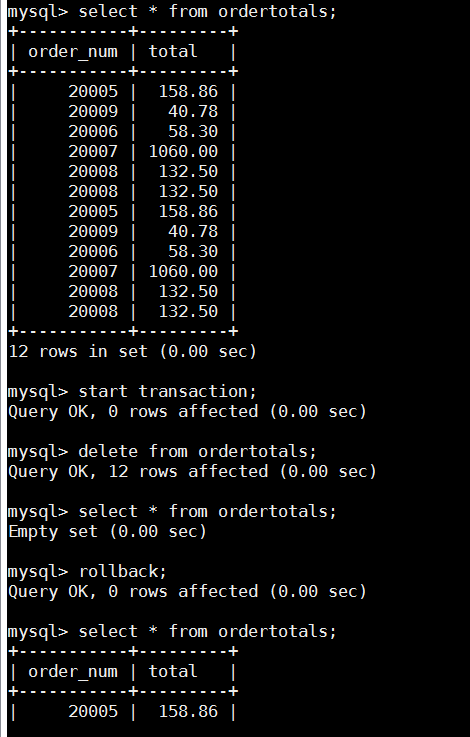 mysql> select * from ordertotals;
+-----------+---------+
| order_num | total   |
+-----------+---------+
|     20005 |  158.86 |
|     20009 |   40.78 |
|     20006 |   58.30 |
|     20007 | 1060.00 |
|     20008 |  132.50 |
|     20008 |  132.50 |
|     20005 |  158.86 |
|     20009 |   40.78 |
|     20006 |   58.30 |
|     20007 | 1060.00 |
|     20008 |  132.50 |
|     20008 |  132.50 |
+-----------+---------+
12 rows in set (0.00 sec)

mysql> start transaction;
Query OK, 0 rows affected (0.00 sec)

mysql> delete from ordertotals;
Query OK, 12 rows affected (0.00 sec)

mysql> select * from ordertotals;
Empty set (0.00 sec)

mysql> rollback;
Query OK, 0 rows affected (0.00 sec)

mysql> select * from ordertotals;
+-----------+---------+
| order_num | total   |
+-----------+---------+
|     20005 |  158.86 |